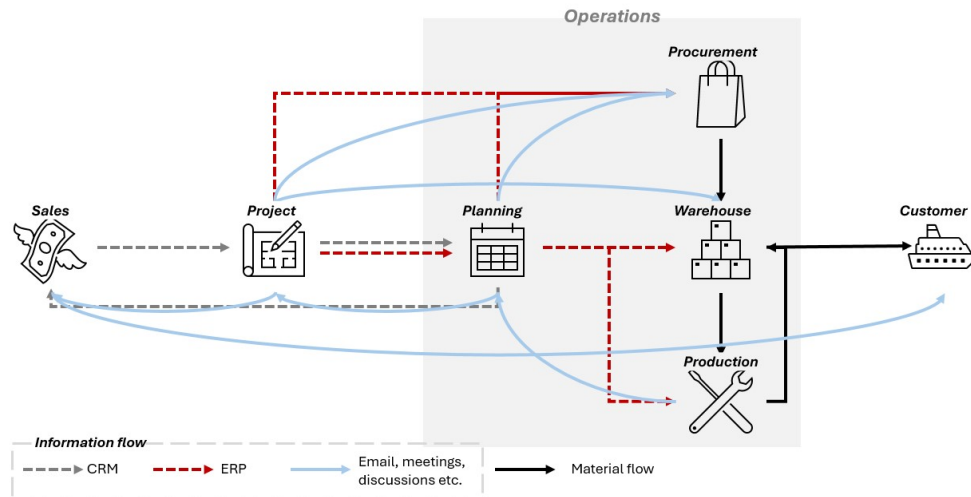 Operations
Procurement
Sales
Project
Planning
Warehouse
Customer
Production
Information flow
CRM
ERP
Email, meetings,
discussions etc.
Material flow